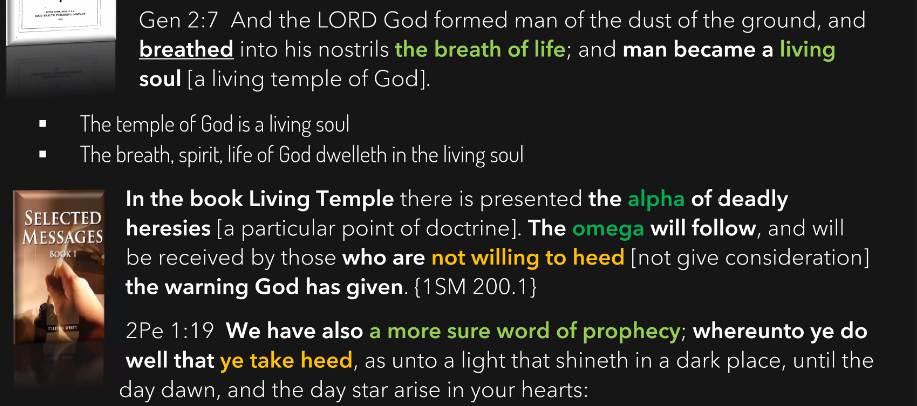 Gen 2:7 And the LORD God formed man of the dust of the ground, and
breathed into his nostrils the breath of life; and man became a living
soul [a living temple of God].
▪ The temple of God is a living soul
▪ The breath, spirit, life of God dwelleth in the living soul
SELECTED
MESSAGES
BOOK 1
In the book Living Temple there is presented the alpha of deadly
heresies [a particular point of doctrine]. The omega will follow, and will
be received by those who are not willing to heed [not give consideration]
the warning God has given. {1SM 200.1}
2Pe 1:19 We have also a more sure word of prophecy; whereunto ye do
well that ye take heed, as unto a light that shineth in a dark place, until the
day dawn, and the day star arise in your hearts: